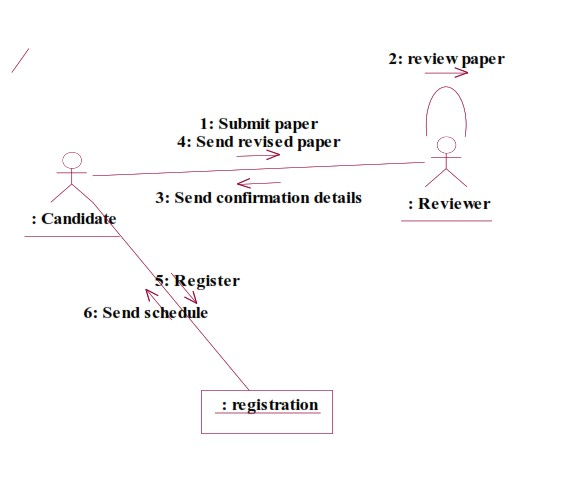 2: review paper
1: Submit paper
4: Send revised paper
3: Send confirmation details
: Candidate
: Reviewer
5: Register
6: Send schedule
: registration